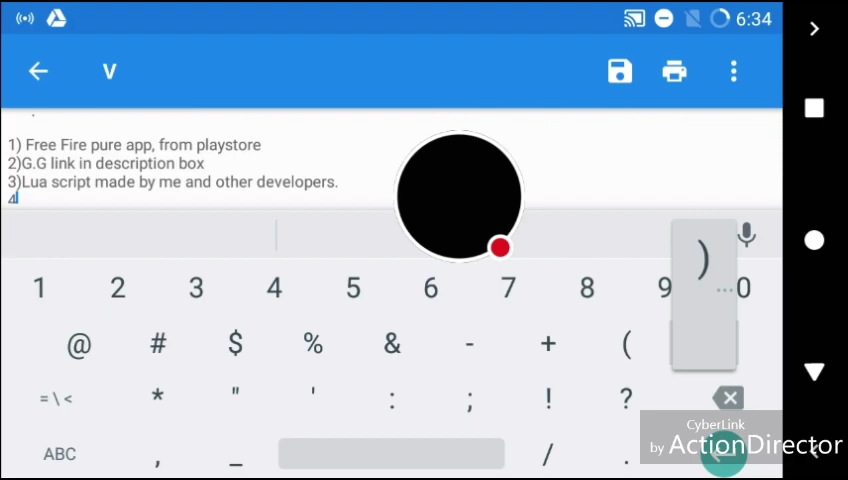 6:34
V
1) Free Fire pure app, from playstore
2)G.G link in description box
3)Lua script made by me and other developers.
4
)
1 2 3 4 5 6 7 8 9 0
@ # $ % & - + (
= \ < * " ' : ; ! ?
ABC , _ / .
CyberLink
by ActionDirector